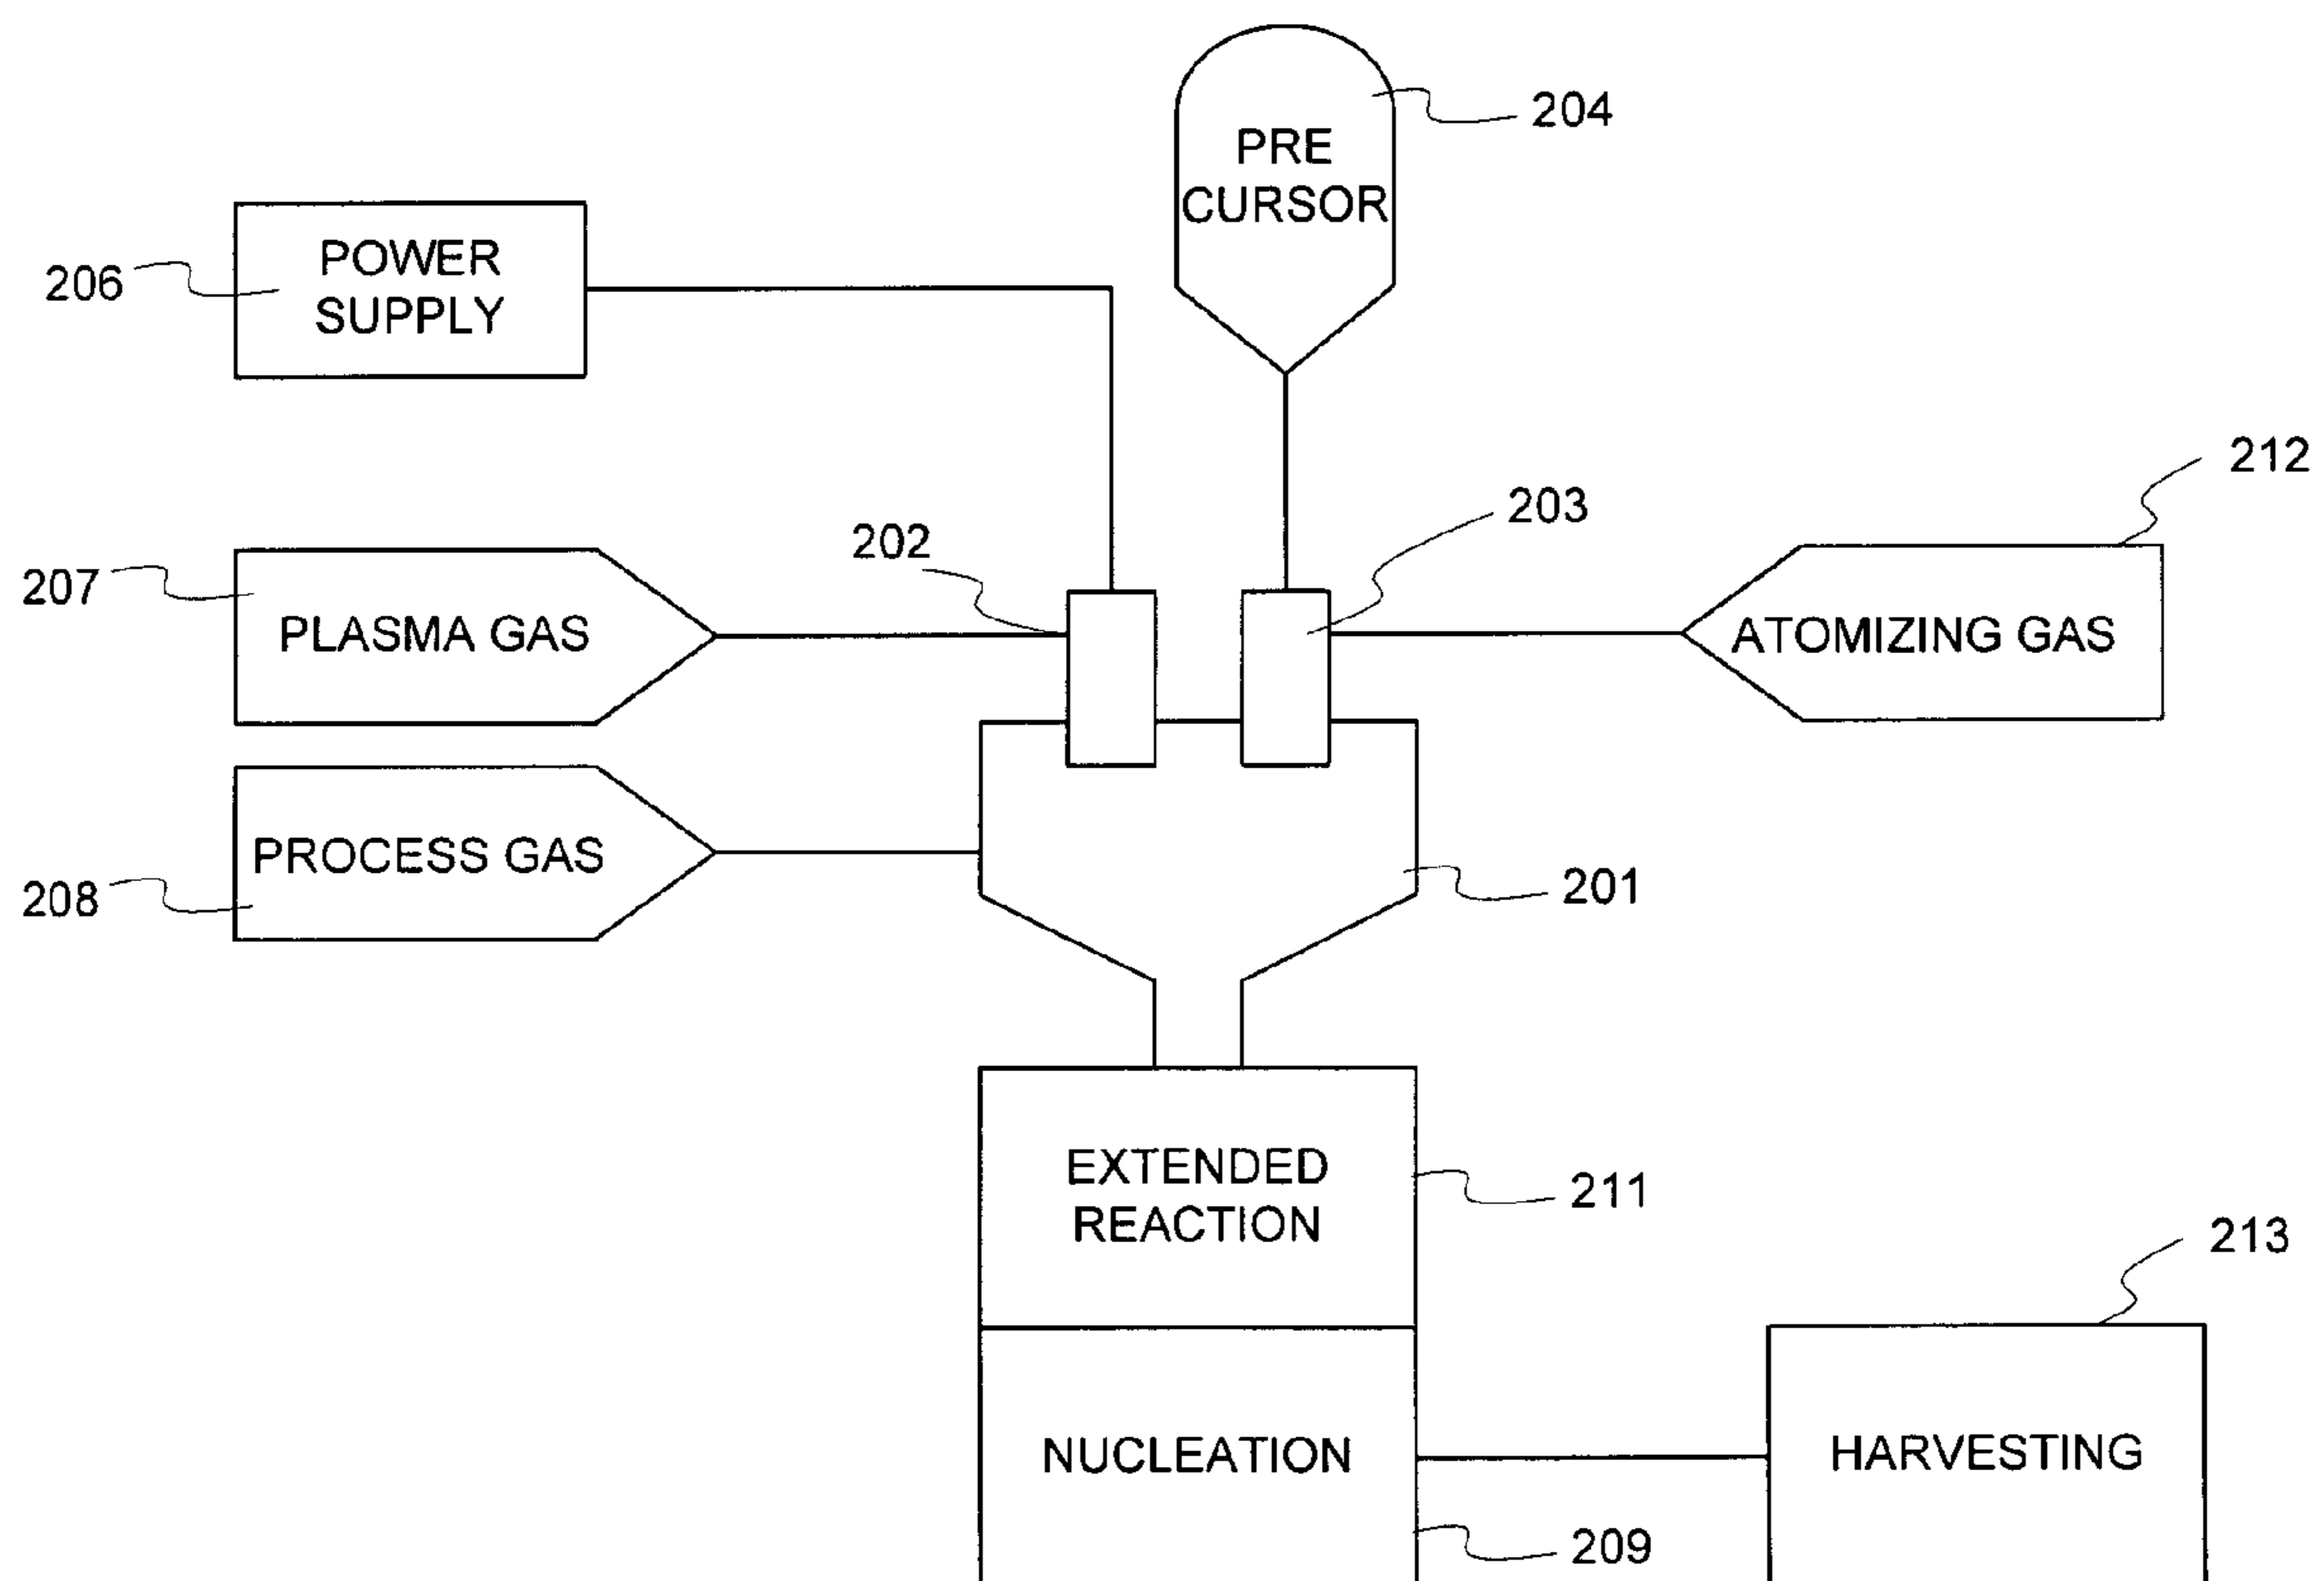 204
PRE
CURSOR
POWER
SUPPLY
206
212
203
202
207
PLASMA GAS
ATOMIZING GAS
PROCESS GAS
208
201
EXTENDED
REACTION
211
213
NUCLEATION
HARVESTING
209